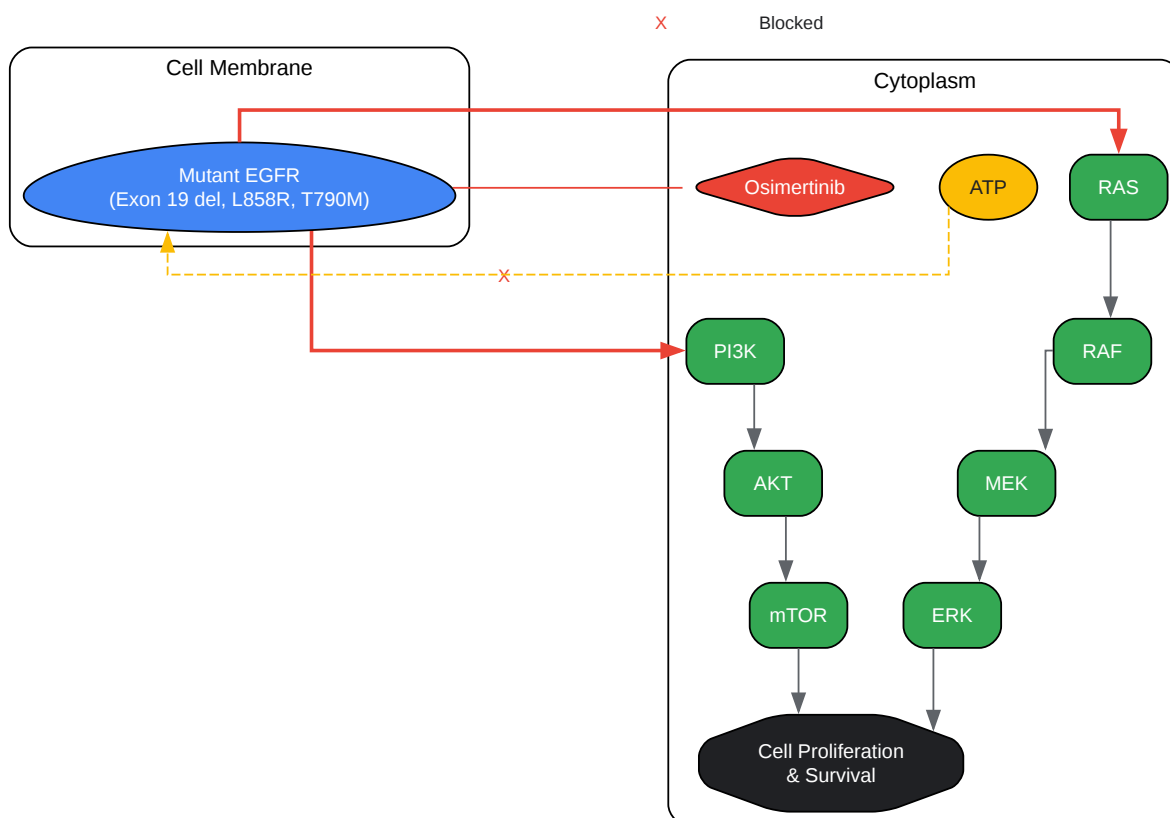 X Blocked
Cell Membrane
Cytoplasm
Mutant EGFR
(Exon 19 del, L858R, T790M)
Osimertinib
ATP
RAS
X
PI3K
RAF
AKT
MEK
mTOR
ERK
Cell Proliferation
& Survival